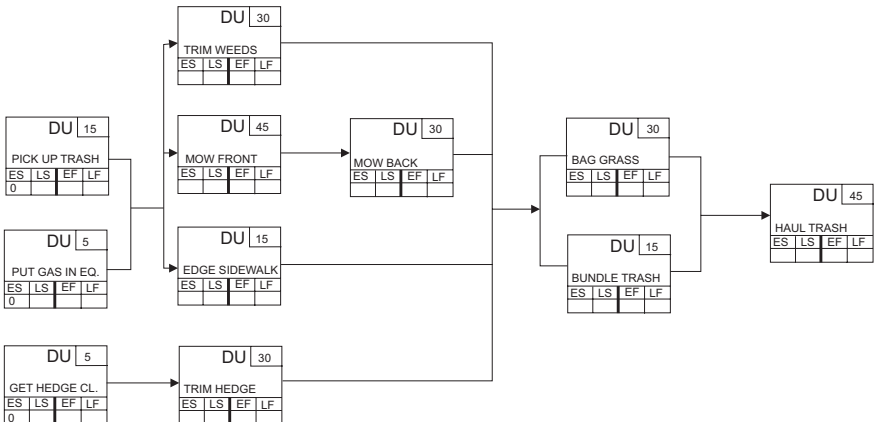 DU 30
TRIM WEEDS
ES LS EF LF
DU 15
PICK UP TRASH
ES LS EF LF
0
DU 45
MOW FRONT
ES LS EF LF
DU 30
MOW BACK
ES LS EF LF
DU 30
BAG GRASS
ES LS EF LF
DU 45
HAUL TRASH
ES LS EF LF
DU 5
PUT GAS IN EQ.
ES LS EF LF
0
DU 15
EDGE SIDEWALK
ES LS EF LF
DU 15
BUNDLE TRASH
ES LS EF LF
DU 5
GET HEDGE CL.
ES LS EF LF
0
DU 30
TRIM HEDGE
ES LS EF LF